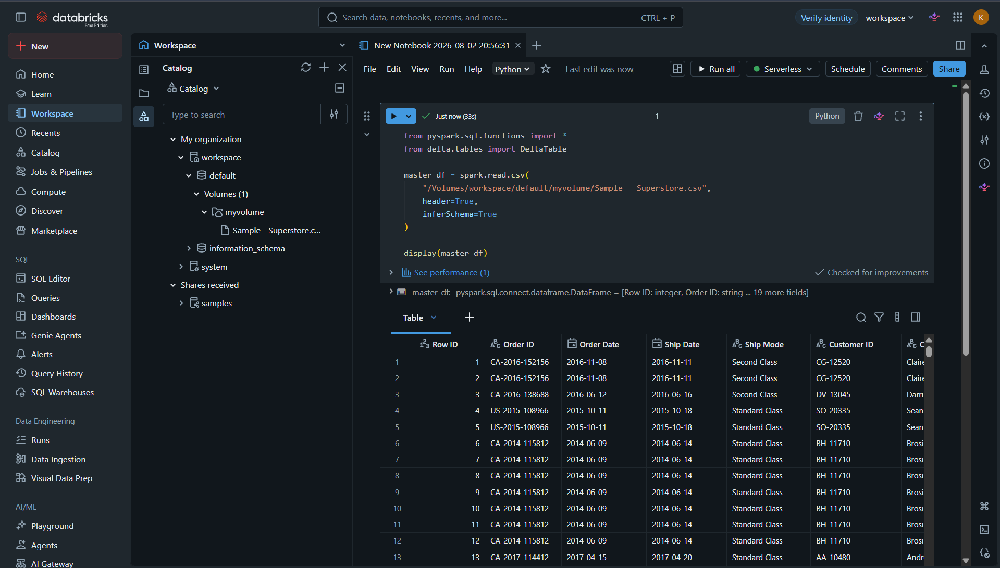 databricks
Free Edition
Search data, notebooks, recents, and more...
CTRL + P
Verify identity
workspace
K
New
Home
Learn
Workspace
Recents
Catalog
Jobs & Pipelines
Compute
Discover
Marketplace
SQL
SQL Editor
Queries
Dashboards
Genie Agents
Alerts
Query History
SQL Warehouses
Data Engineering
Runs
Data Ingestion
Visual Data Prep
AI/ML
Playground
Agents
AI Gateway
Workspace
Catalog
Catalog
Type to search
My organization
workspace
default
Volumes (1)
myvolume
Sample - Superstore.c...
information_schema
system
Shares received
samples
New Notebook 2026-08-02 20:56:31
File Edit View Run Help Python Last edit was now
Run all Serverless Schedule Comments Share
Just now (33s) 1 Python
from pyspark.sql.functions import *
from delta.tables import DeltaTable
master_df = spark.read.csv(
"/Volumes/workspace/default/myvolume/Sample - Superstore.csv",
header=True,
inferSchema=True
)
display(master_df)
See performance (1) Checked for improvements
master_df: pyspark.sql.connect.dataframe.DataFrame = [Row ID: integer, Order ID: string ... 19 more fields]
Table
Row ID Order ID Order Date Ship Date Ship Mode Customer ID C
1 1 CA-2016-152156 2016-11-08 2016-11-11 Second Class CG-12520 Claire
2 2 CA-2016-152156 2016-11-08 2016-11-11 Second Class CG-12520 Claire
3 3 CA-2016-138688 2016-06-12 2016-06-16 Second Class DV-13045 Darri
4 4 US-2015-108966 2015-10-11 2015-10-18 Standard Class SO-20335 Sean
5 5 US-2015-108966 2015-10-11 2015-10-18 Standard Class SO-20335 Sean
6 6 CA-2014-115812 2014-06-09 2014-06-14 Standard Class BH-11710 Brosi
7 7 CA-2014-115812 2014-06-09 2014-06-14 Standard Class BH-11710 Brosi
8 8 CA-2014-115812 2014-06-09 2014-06-14 Standard Class BH-11710 Brosi
9 9 CA-2014-115812 2014-06-09 2014-06-14 Standard Class BH-11710 Brosi
10 10 CA-2014-115812 2014-06-09 2014-06-14 Standard Class BH-11710 Brosi
11 11 CA-2014-115812 2014-06-09 2014-06-14 Standard Class BH-11710 Brosi
12 12 CA-2014-115812 2014-06-09 2014-06-14 Standard Class BH-11710 Brosi
13 13 CA-2017-114412 2017-04-15 2017-04-20 Standard Class AA-10480 Andr